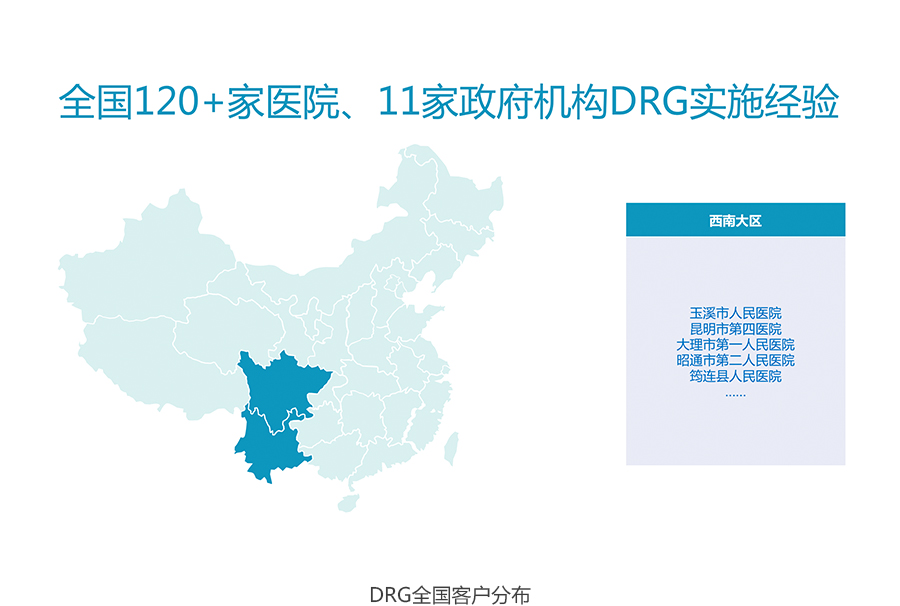 全国120+家医院、11家政府机构DRG实施经验
西南大区
玉溪市人民医院
昆明市第四医院
大理市第一人民医院
昭通市第二人民医院
筠连县人民医院
······
DRG全国客户分布